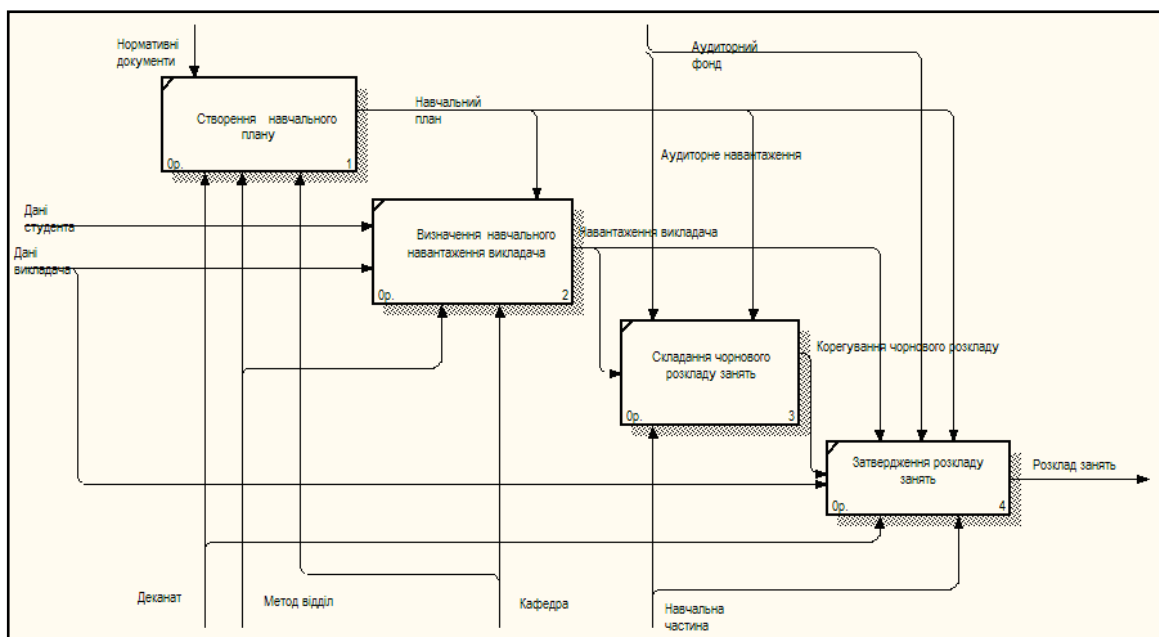 Нормативні
документи
Аудиторний
фонд
Створення навчального
плану
0р. 1
Навчальний
план
Аудиторне навантаження
Дані
студента
Дані
викладача
Визначення навчального
навантаження викладача
0р. 2
Навантаження викладача
Складання чорнового
розкладу занять
0р. 3
Корегування чорнового розкладу
Затвердження розкладу
занять
0р. 4
Розклад занять
Деканат
Метод відділ
Кафедра
Навчальна
частина